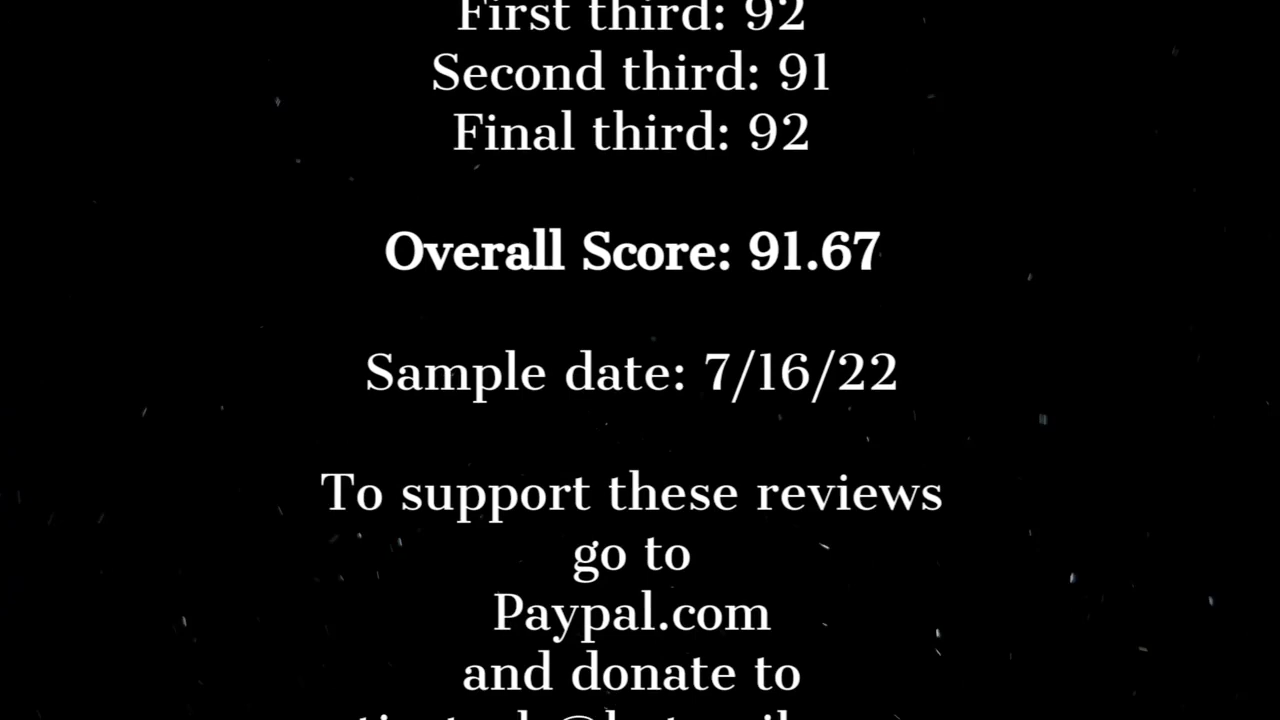 First third: 92
Second third: 91
Final third: 92
Overall Score: 91.67
Sample date: 7/16/22
To support these reviews
go to
Paypal.com
and donate to